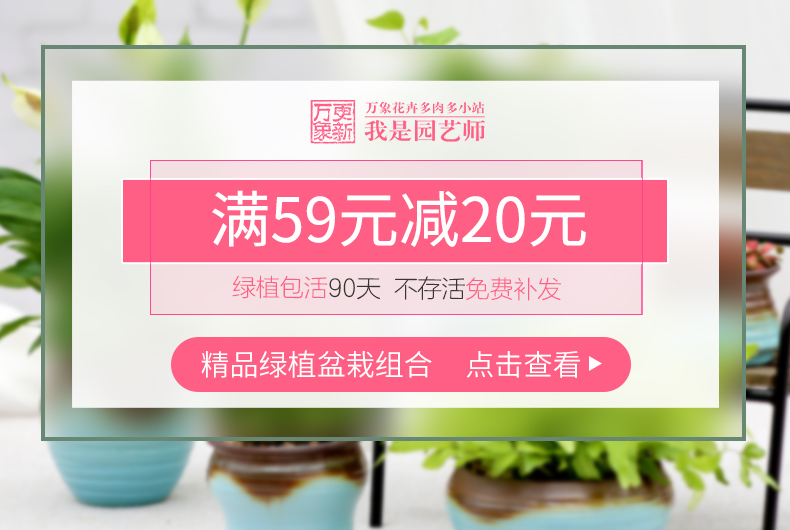 万象更新
万象花卉多肉多小站
我是园艺师
满59元减20元
绿植包活90天 不存活免费补发
精品绿植盆栽组合 点击查看